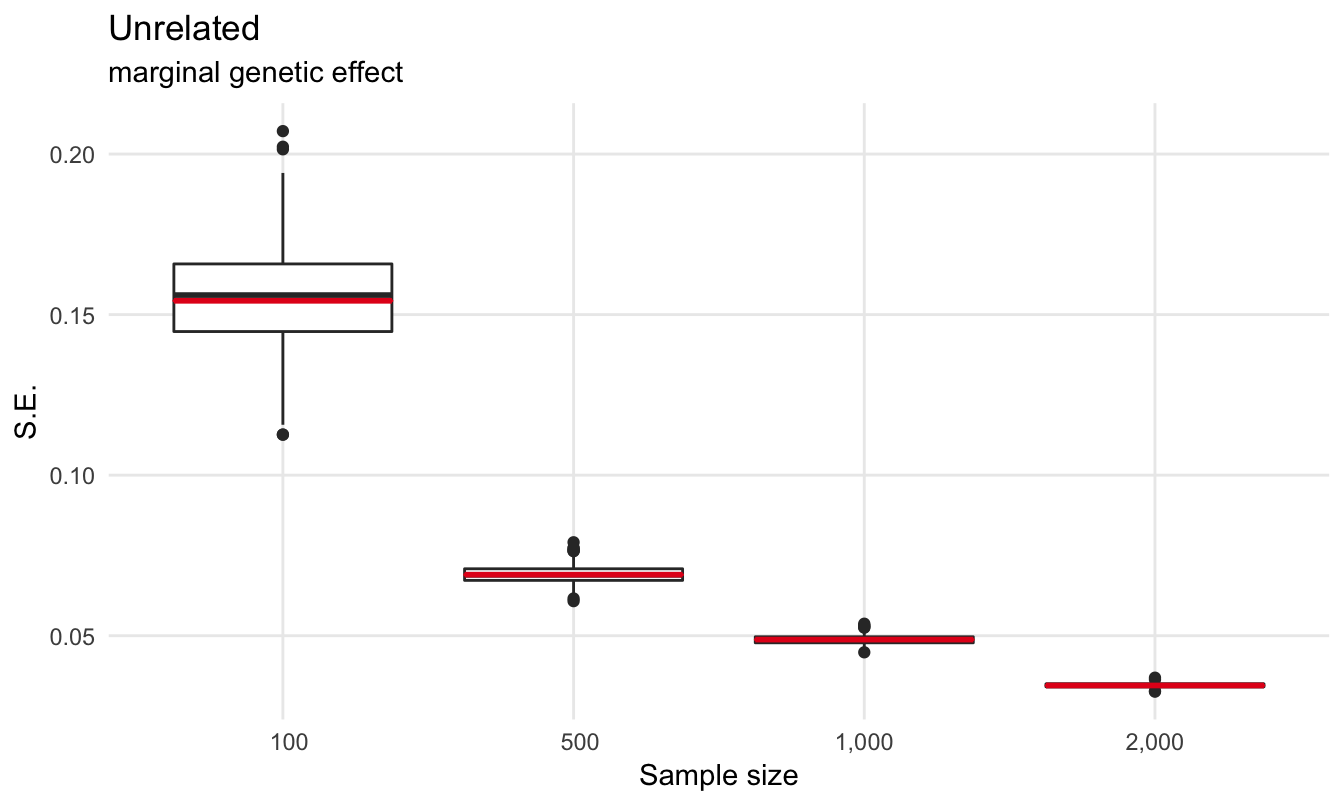 Unrelated
marginal genetic effect
0.20
0.15
0.10
0.05
S.E.
100 500 1,000 2,000
Sample size